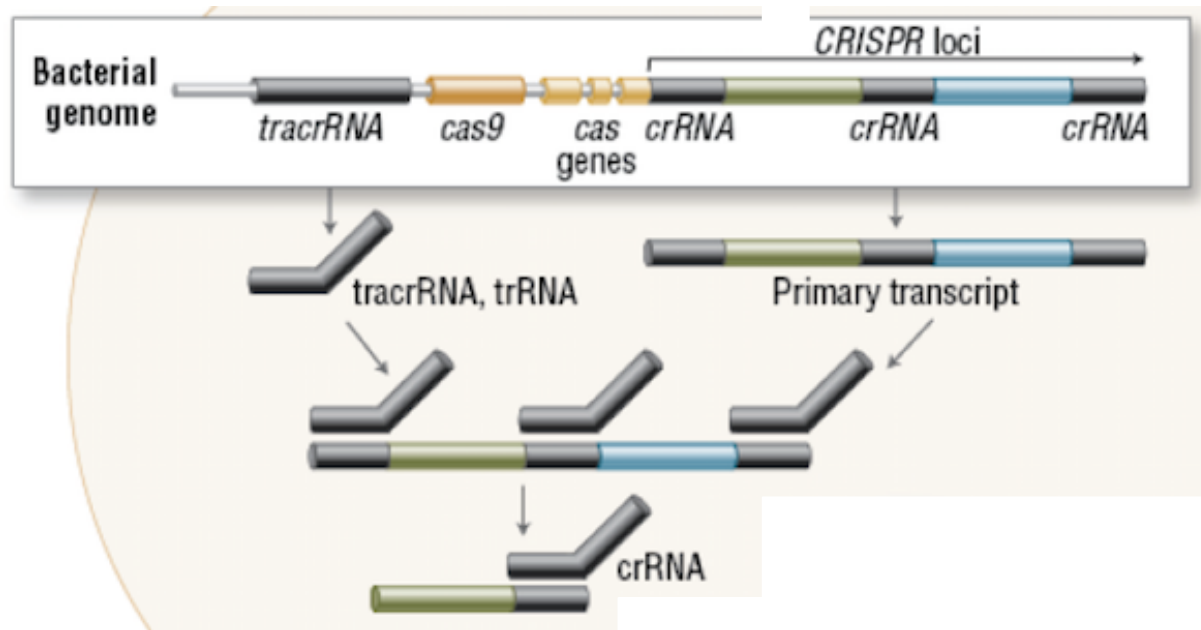 CRISPR loci
Bacterial
genome
tracrRNA cas9 cas crRNA crRNA crRNA
genes
tracrRNA, trRNA Primary transcript
crRNA